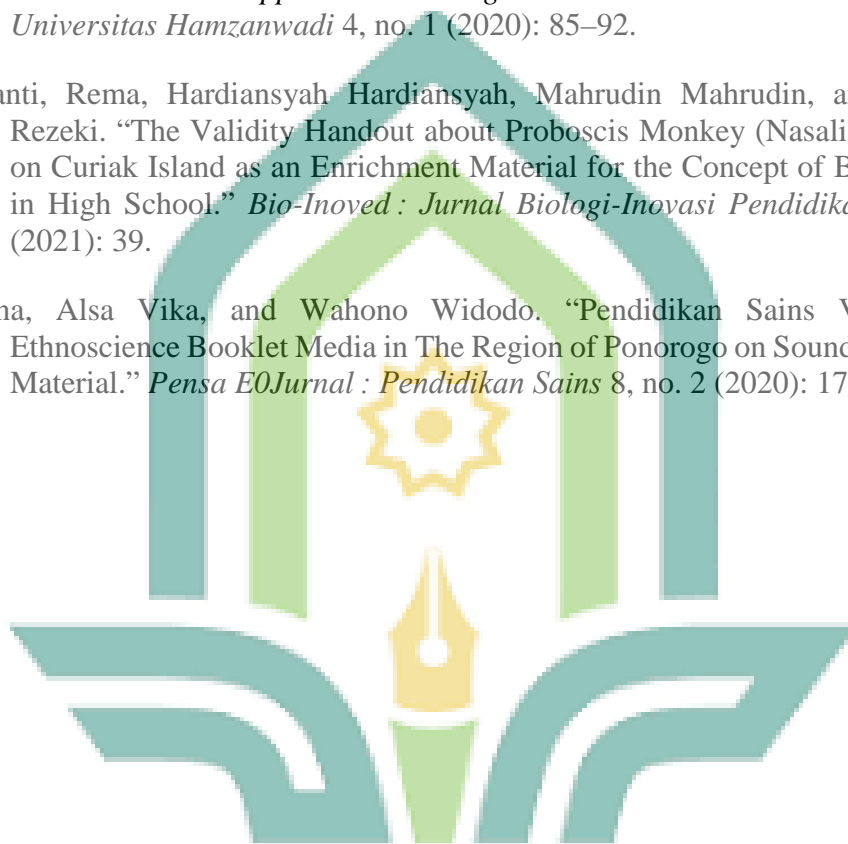 Universitas Hamzanwadi 4, no. 1 (2020): 85–92.
anti, Rema, Hardiansyah Hardiansyah, Mahrudin Mahrudin, a
Rezeki. “The Validity Handout about Proboscis Monkey (Nasali
on Curiak Island as an Enrichment Material for the Concept of B
in High School.” Bio-Inoved : Jurnal Biologi-Inovasi Pendidika
(2021): 39.
na, Alsa Vika, and Wahono Widodo. “Pendidikan Sains V
Ethnoscience Booklet Media in The Region of Ponorogo on Sound
Material.” Pensa E0Jurnal : Pendidikan Sains 8, no. 2 (2020): 17